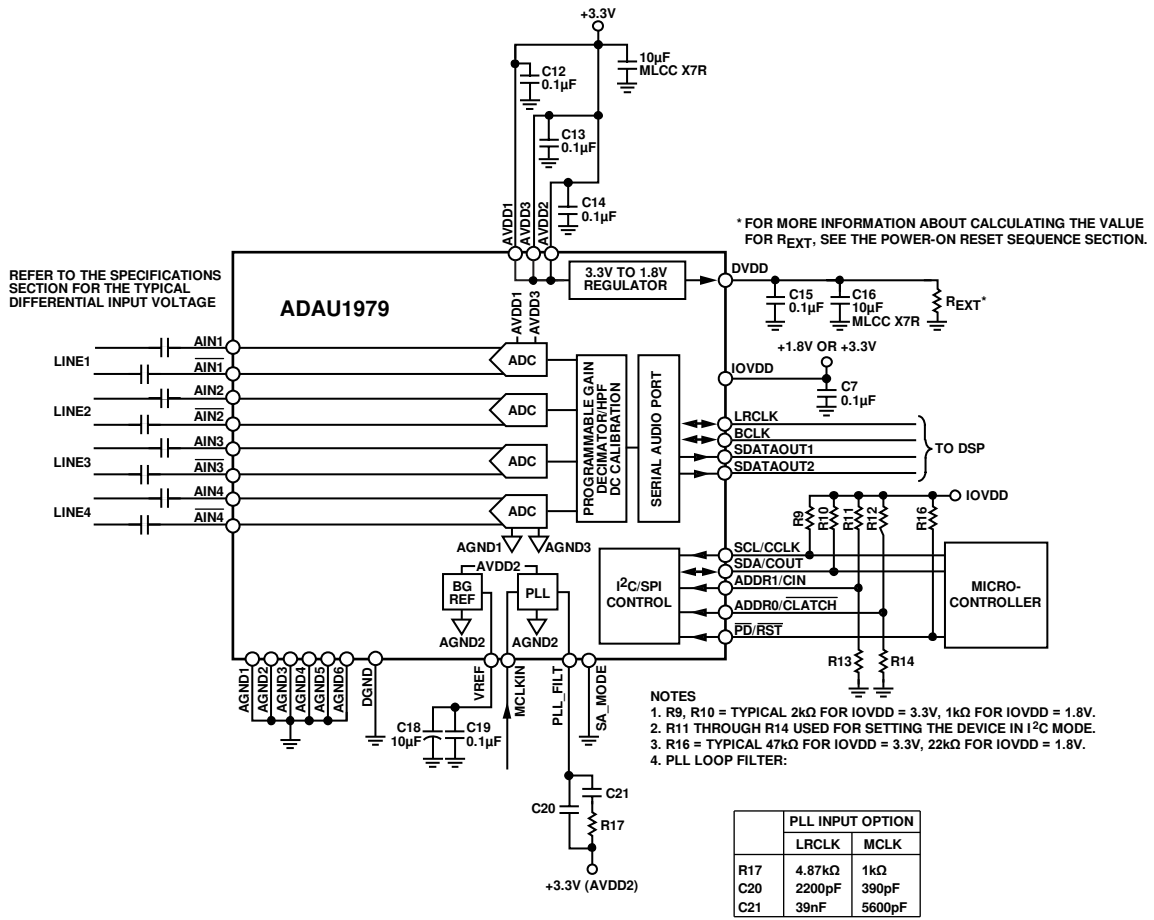 +3.3V
10µF
MLCC X7R
C12
0.1µF
C13
0.1µF
C14
0.1µF
AVDD1
AVDD3
AVDD2
* FOR MORE INFORMATION ABOUT CALCULATING THE VALUE
FOR REXT, SEE THE POWER-ON RESET SEQUENCE SECTION.
REFER TO THE SPECIFICATIONS
SECTION FOR THE TYPICAL
DIFFERENTIAL INPUT VOLTAGE
ADAU1979
3.3V TO 1.8V
REGULATOR
DVDD
C15
0.1µF
C16
10µF
MLCC X7R
REXT*
AVDD1
AVDD3
+1.8V OR +3.3V
IOVDD
C7
0.1µF
LINE1
AIN1
AIN1
LINE2
AIN2
AIN2
LINE3
AIN3
AIN3
LINE4
AIN4
AIN4
ADC
ADC
ADC
ADC
AGND1
AGND3
PROGRAMMABLE GAIN
DECIMATOR/HPF
DC CALIBRATION
SERIAL AUDIO PORT
LRCLK
BCLK
SDATAOUT1
SDATAOUT2
TO DSP
IOVDD
R9
R10
R11
R12
R16
I2C/SPI
CONTROL
SCL/CCLK
SDA/COUT
ADDR1/CIN
ADDR0/CLATCH
PD/RST
MICRO-
CONTROLLER
R13
R14
AVDD2
BG
REF
PLL
AGND2
AGND2
AGND1
AGND2
AGND3
AGND4
AGND5
AGND6
DGND
VREF
MCLKIN
PLL_FILT
SA_MODE
C18
10µF
C19
0.1µF
C20
C21
R17
+3.3V (AVDD2)
NOTES
1. R9, R10 = TYPICAL 2kΩ FOR IOVDD = 3.3V, 1kΩ FOR IOVDD = 1.8V.
2. R11 THROUGH R14 USED FOR SETTING THE DEVICE IN I2C MODE.
3. R16 = TYPICAL 47kΩ FOR IOVDD = 3.3V, 22kΩ FOR IOVDD = 1.8V.
4. PLL LOOP FILTER:
PLL INPUT OPTION
LRCLK MCLK
R17 4.87kΩ 1kΩ
C20 2200pF 390pF
C21 39nF 5600pF